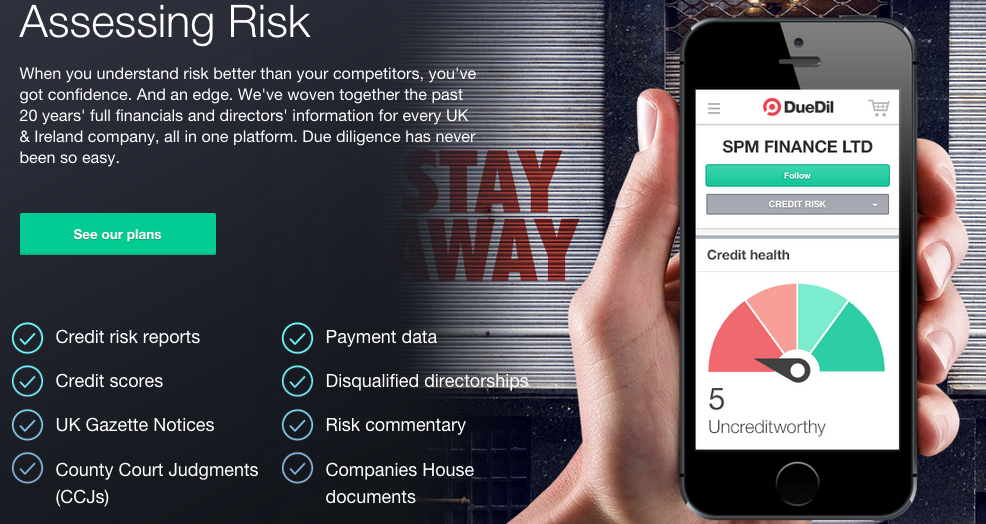 Assessing Risk
When you understand risk better than your competitors, you've
got confidence. And an edge. We've woven together the past
20 years' full financials and directors' information for every UK
& Ireland company, all in one platform. Due diligence has never
been so easy.
See our plans
Credit risk reports
Credit scores
UK Gazette Notices
County Court Judgments
(CCJs)
Payment data
Disqualified directorships
Risk commentary
Companies House
documents
STAY
AWAY
DueDil
SPM FINANCE LTD
Follow
CREDIT RISK
Credit health
5
Uncreditworthy